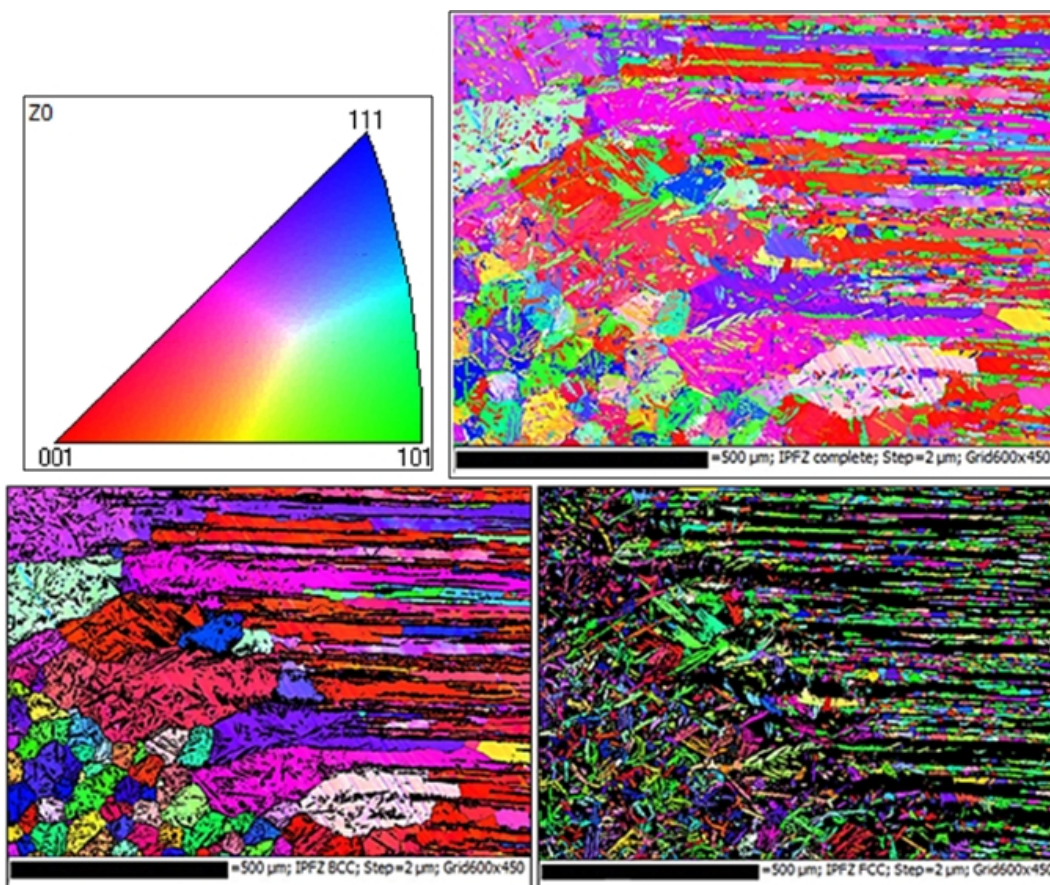 Z0
111
001
101
=500 µm; IPFZ complete; Step=2 µm; Grid600x450
=500 µm; IPFZ BCC; Step=2 µm; Grid600x450
=500 µm; IPFZ FCC; Step=2 µm; Grid600x450